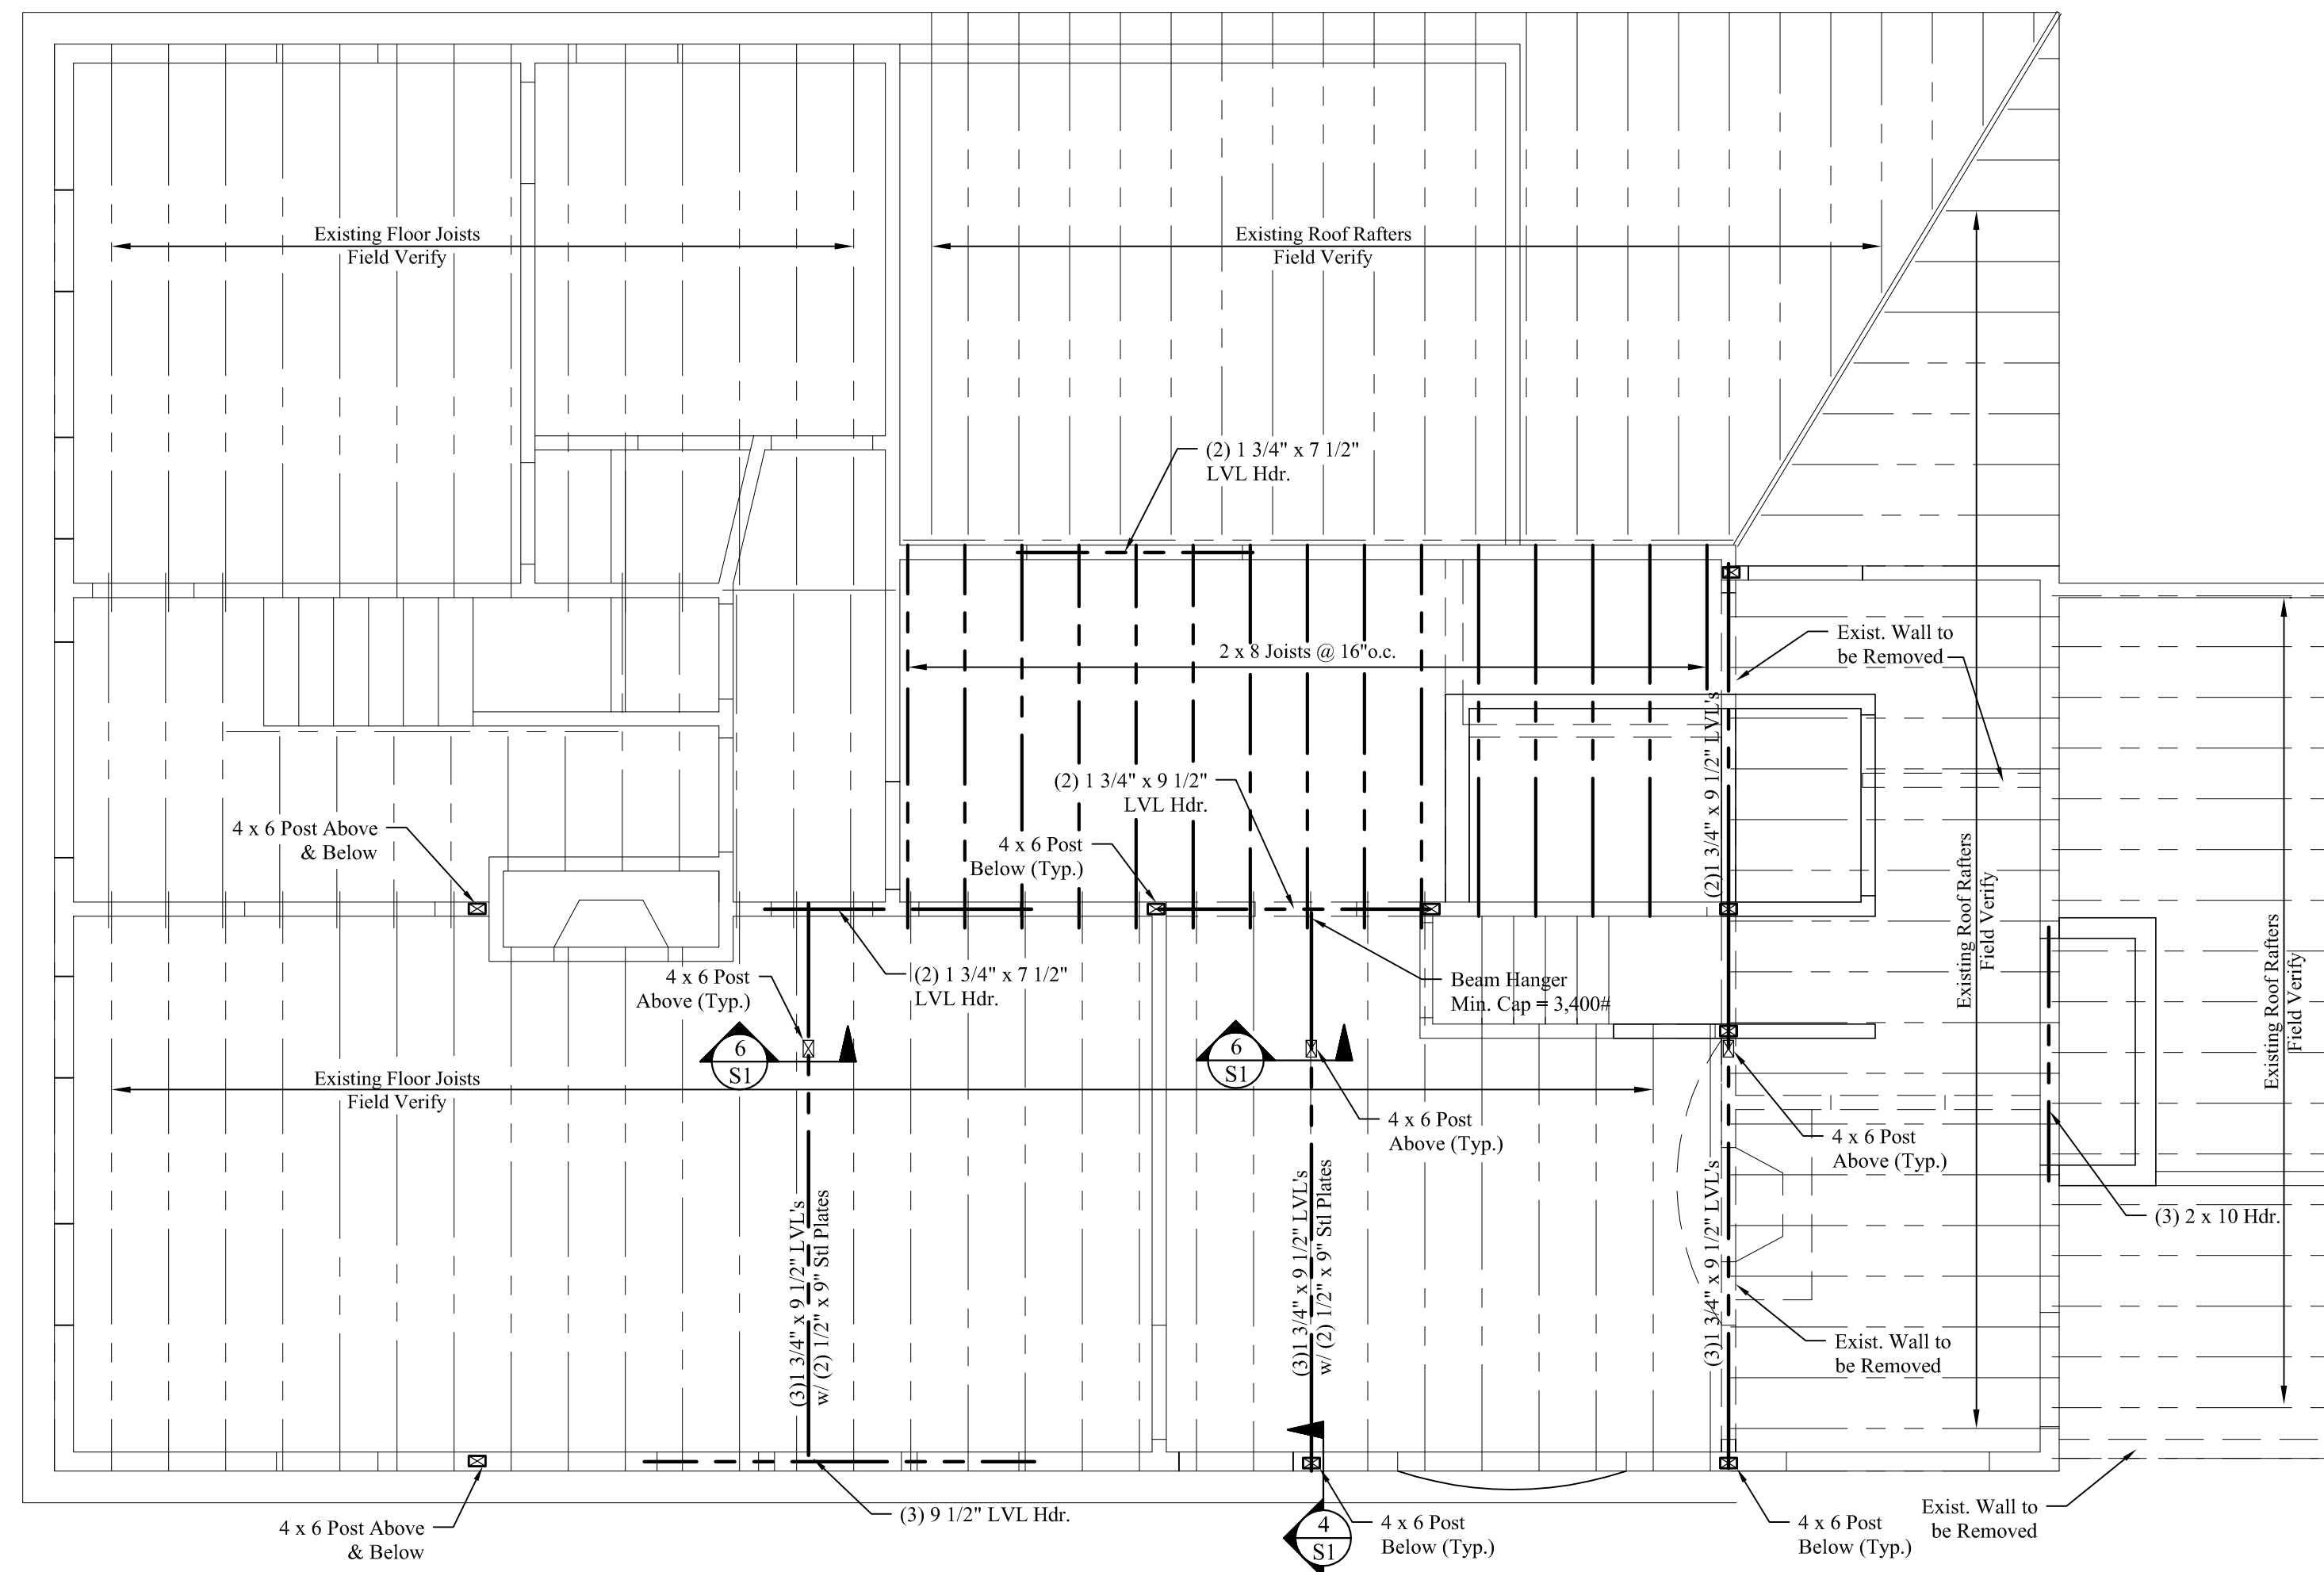 Existing Floor Joists
Field Verify
Existing Roof Rafters
Field Verify
(2) 1 3/4" x 7 1/2"
LVL Hdr.
2 x 8 Joists @ 16"o.c.
Exist. Wall to
be Removed
(2) 1 3/4" x 9 1/2"
LVL Hdr.
(2)1 3/4" x 9 1/2" LVL's
4 x 6 Post Above
& Below
4 x 6 Post
Below (Typ.)
Existing Roof Rafters
Field Verify
Existing Roof Rafters
Field Verify
4 x 6 Post
Above (Typ.)
(2) 1 3/4" x 7 1/2"
LVL Hdr.
Beam Hanger
Min. Cap = 3,400#
6
S1
6
S1
Existing Floor Joists
Field Verify
4 x 6 Post
Above (Typ.)
4 x 6 Post
Above (Typ.)
(3)1 3/4" x 9 1/2" LVL's
w/ (2) 1/2" x 9" Stl Plates
(3)1 3/4" x 9 1/2" LVL's
w/ (2) 1/2" x 9" Stl Plates
(3)1 3/4" x 9 1/2" LVL's
(3) 2 x 10 Hdr.
Exist. Wall to
be Removed
4 x 6 Post Above
& Below
(3) 9 1/2" LVL Hdr.
4
S1
4 x 6 Post
Below (Typ.)
4 x 6 Post
Below (Typ.)
Exist. Wall to
be Removed